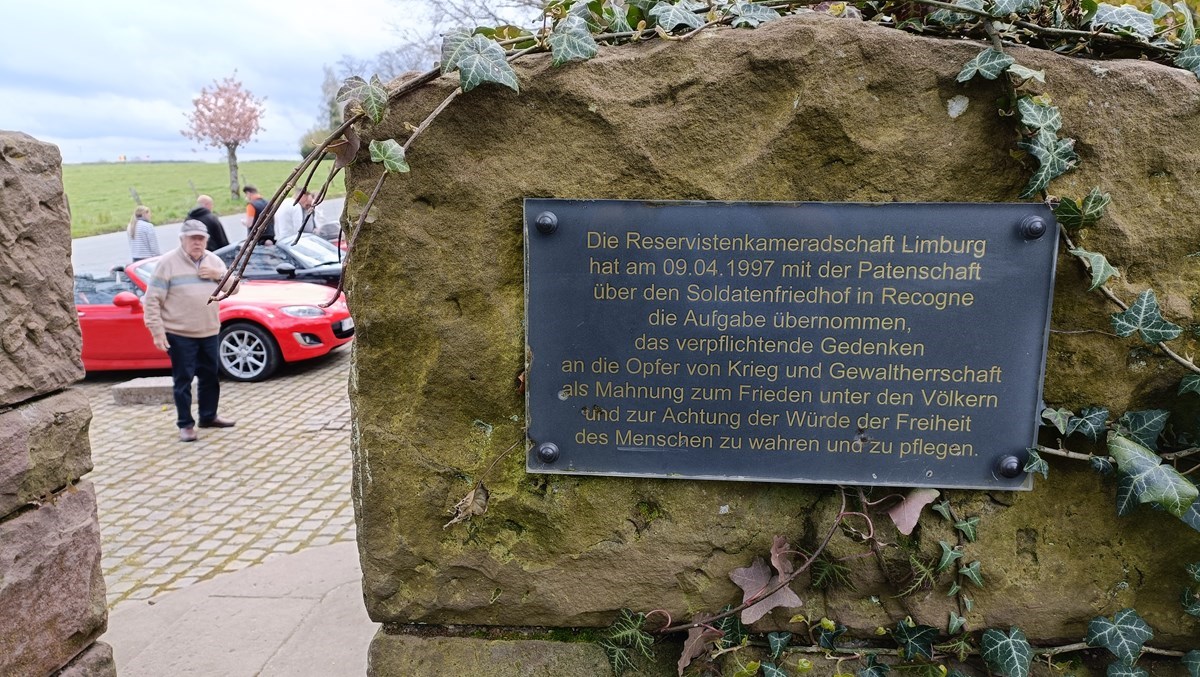 Die Reservistenkameradschaft Limburg
hat am 09.04.1997 mit der Patenschaft
über den Soldatenfriedhof in Recogne
die Aufgabe übernommen,
das verpflichtende Gedenken
an die Opfer von Krieg und Gewaltherrschaft
als Mahnung zum Frieden unter den Völkern
und zur Achtung der Würde der Freiheit
des Menschen zu wahren und zu pflegen.